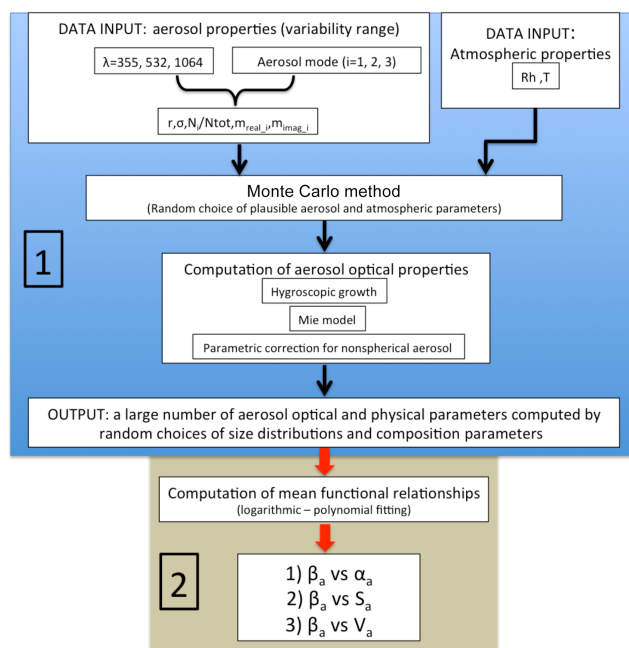 DATA INPUT: aerosol properties (variability range)
λ=355, 532, 1064
Aerosol mode (i=1, 2, 3)
r,σ,Ni/Ntot,mreal_i,mimag_i
DATA INPUT:
Atmospheric properties
Rh ,T
Monte Carlo method
(Random choice of plausible aerosol and atmospheric parameters)
1
Computation of aerosol optical properties
Hygroscopic growth
Mie model
Parametric correction for nonspherical aerosol
OUTPUT: a large number of aerosol optical and physical parameters computed by
random choices of size distributions and composition parameters
Computation of mean functional relationships
(logarithmic – polynomial fitting)
2
1) βa vs αa
2) βa vs Sa
3) βa vs Va